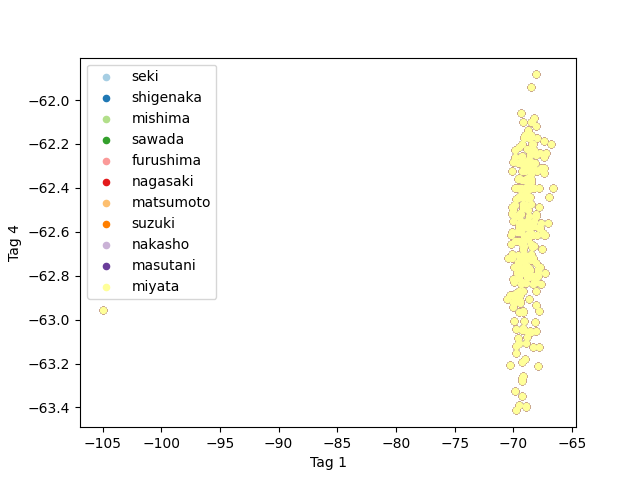 seki
shigenaka
mishima
sawada
furushima
nagasaki
matsumoto
suzuki
nakasho
masutani
miyata
−62.0
−62.2
−62.4
−62.6
−62.8
−63.0
−63.2
−63.4
Tag 4
−105 −100 −95 −90 −85 −80 −75 −70 −65
Tag 1